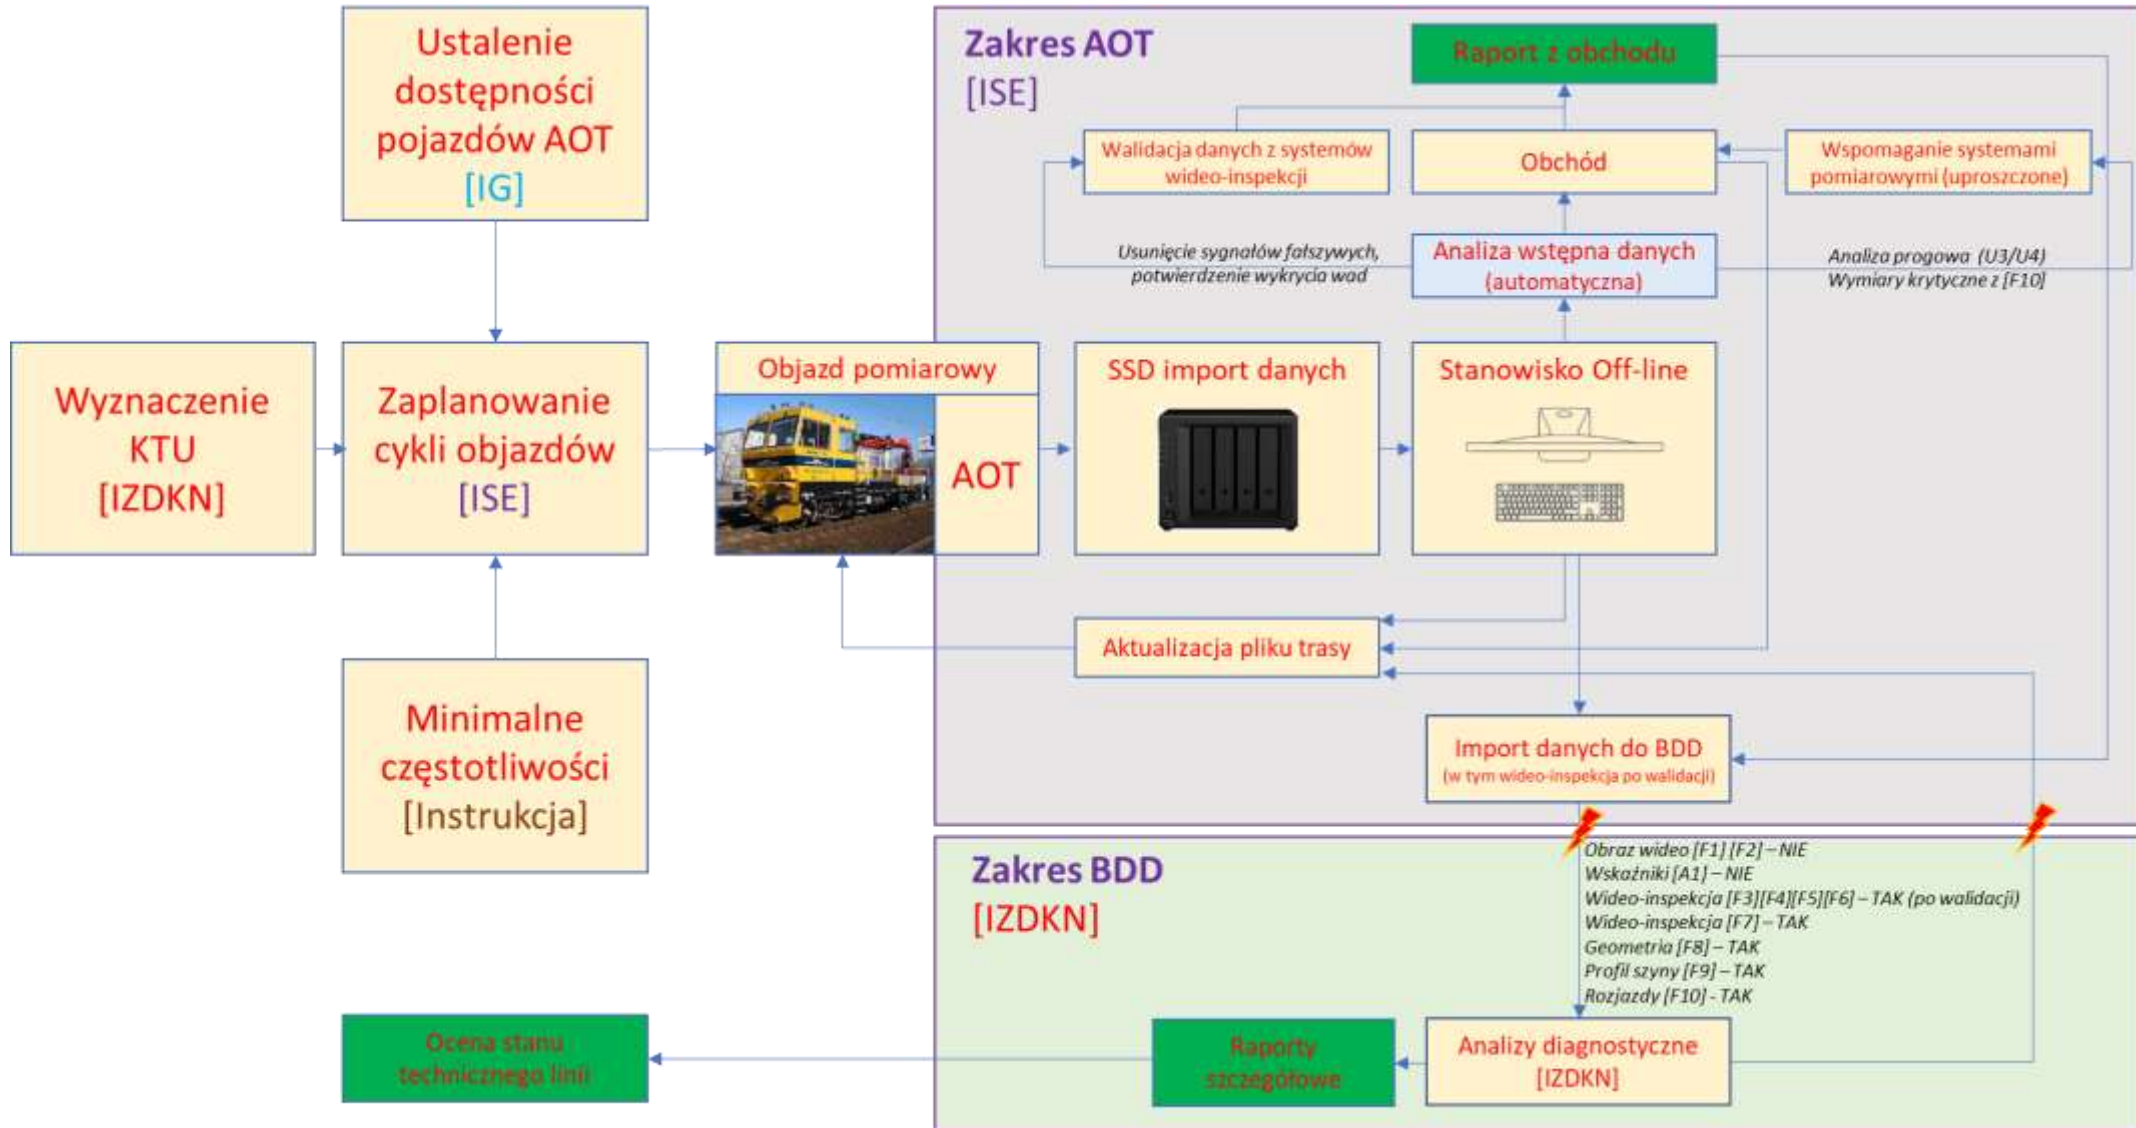 Ustalenie
dostępności
pojazdów AOT
[IG]
Wyznaczenie
KTU
[IZDKN]
Zaplanowanie
cykli objazdów
[ISE]
Minimalne
częstotliwości
[Instrukcja]
Objazd pomiarowy
AOT
Zakres AOT
[ISE]
Raport z obchodu
Walidacja danych z systemów
wideo-inspekcji
Obchód
Wspomaganie systemami
pomiarowymi (uproszczone)
Usunięcie sygnałów fałszywych,
potwierdzenie wykrycia wad
Analiza wstępna danych
(automatyczna)
Analiza progowa (U3/U4)
Wymiary krytyczne z [F10]
SSD import danych
Stanowisko Off-line
Aktualizacja pliku trasy
Import danych do BDD
(w tym wideo-inspekcja po walidacji)
Zakres BDD
[IZDKN]
Obraz wideo [F1] [F2] – NIE
Wskaźniki [A1] – NIE
Wideo-inspekcja [F3][F4][F5][F6] – TAK (po walidacji)
Wideo-inspekcja [F7] – TAK
Geometria [F8] – TAK
Profil szyny [F9] – TAK
Rozjazdy [F10] - TAK
Analizy diagnostyczne
[IZDKN]
Raporty
szczegółowe
Ocena stanu
technicznego linii